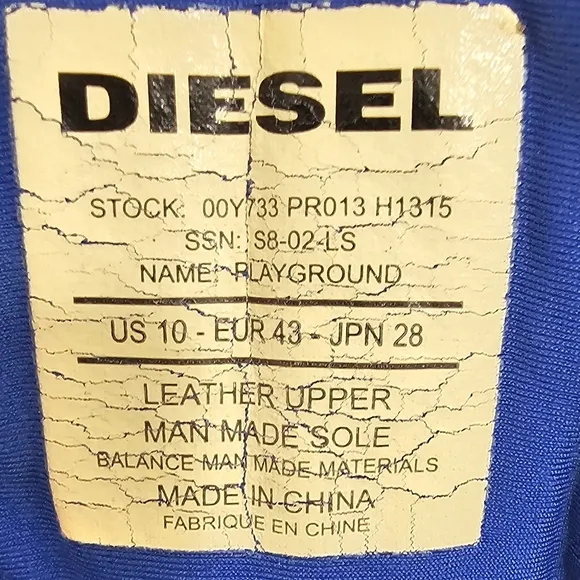 DIESEL
STOCK: 00Y733 PR013 H1315
SSN: S8-02-LS
NAME: PLAYGROUND
US 10 - EUR 43 - JPN 28
LEATHER UPPER
MAN MADE SOLE
BALANCE MAN MADE MATERIALS
MADE IN CHINA
FABRIQUE EN CHINE